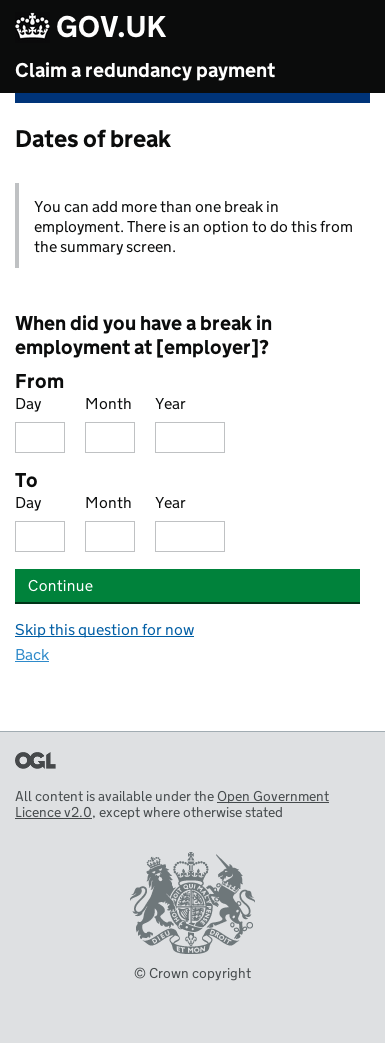 GOV.UK
Claim a redundancy payment
Dates of break
You can add more than one break in
employment. There is an option to do this from
the summary screen.
When did you have a break in
employment at [employer]?
From
Day Month Year
To
Day Month Year
Continue
Skip this question for now
Back
OGL
All content is available under the Open Government
Licence v2.0, except where otherwise stated
DIEU ET MON DROIT
© Crown copyright